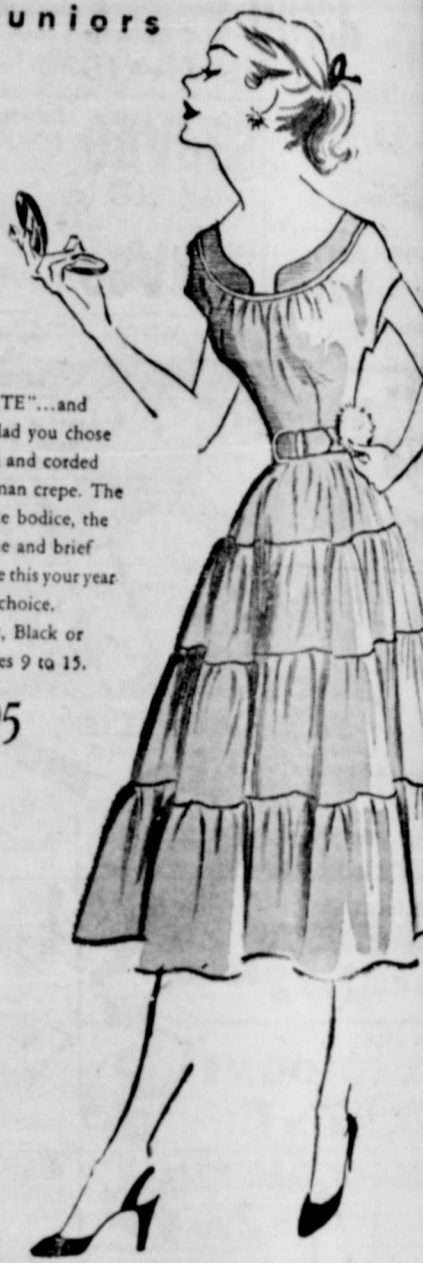 uniors
TE"...and
lad you chose
and corded
nan crepe. The
e bodice, the
e and brief
e this your year
choice.
, Black or
es 9 to 15.
95